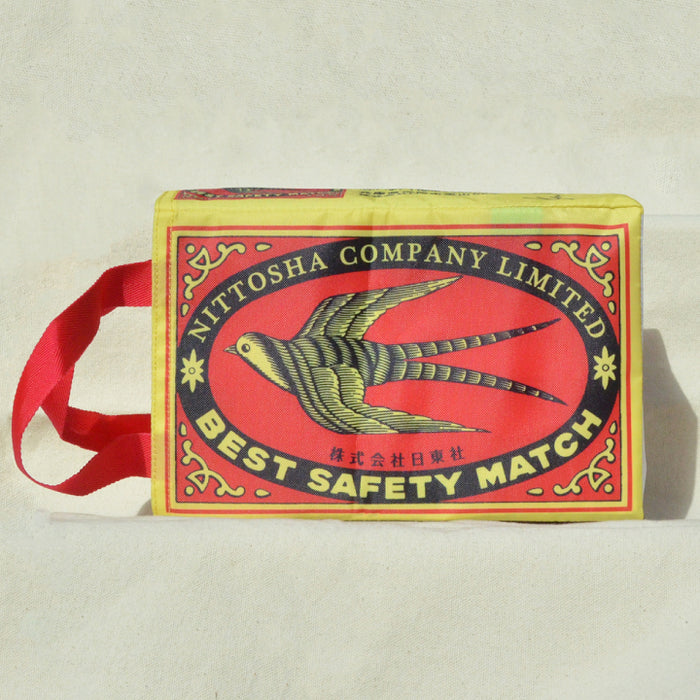 NITTOSHA COMPANY LIMITED
株式会社日東社
BEST SAFETY MATCH